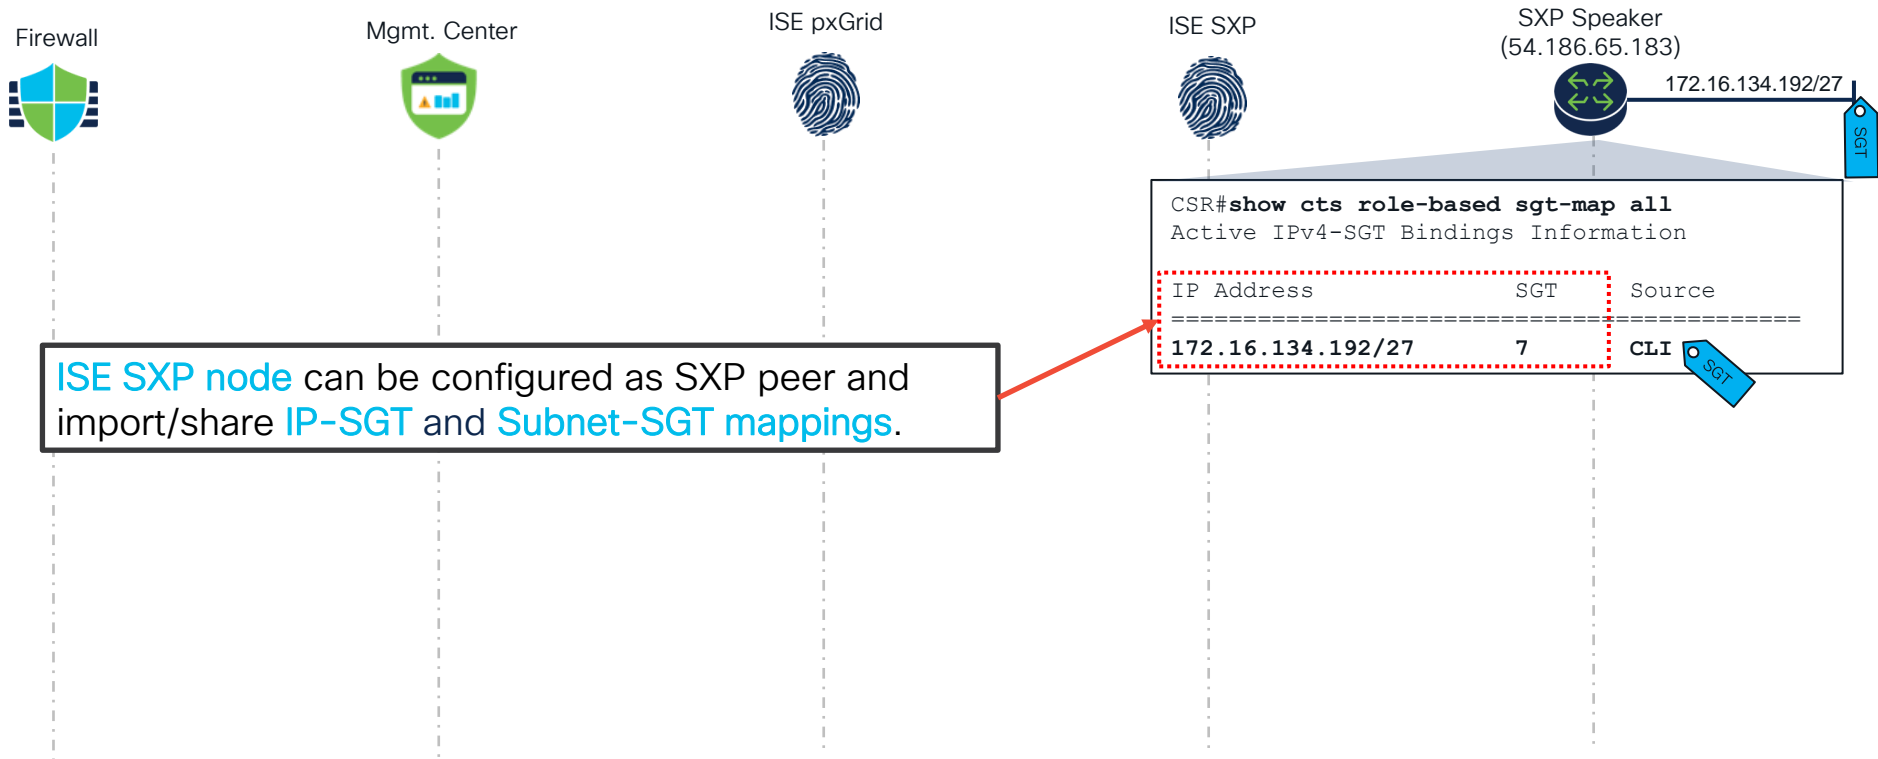 Firewall
Mgmt. Center
ISE pxGrid
ISE SXP
SXP Speaker
(54.186.65.183)
172.16.134.192/27
SGT
CSR#show cts role-based sgt-map all
Active IPv4-SGT Bindings Information
IP Address SGT Source
============================================
172.16.134.192/27 7 CLI
SGT
ISE SXP node can be configured as SXP peer and
import/share IP-SGT and Subnet-SGT mappings.